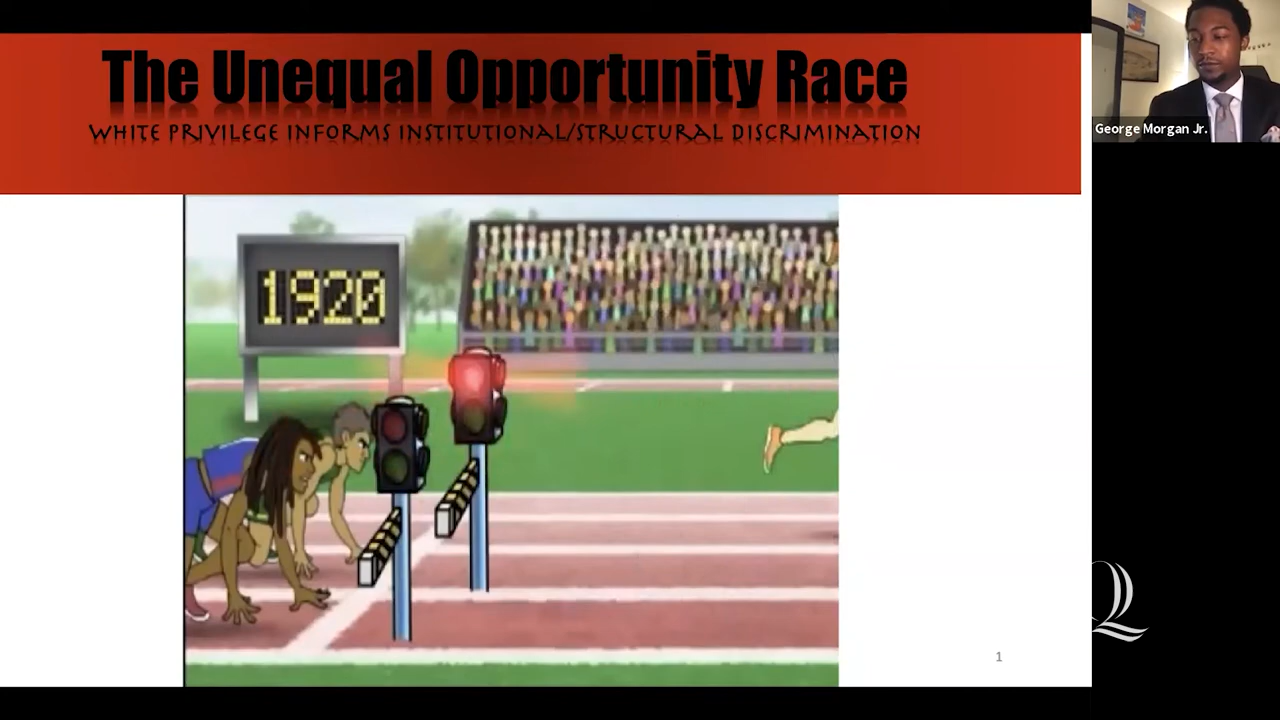 The Unequal Opportunity Race
WHITE PRIVILEGE INFORMS INSTITUTIONAL/STRUCTURAL DISCRIMINATION
George Morgan Jr.
1920
1